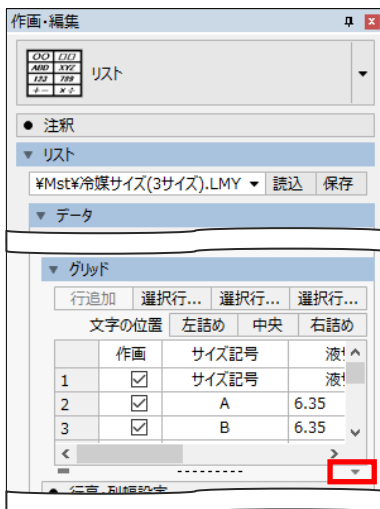 作画・編集
OO
ABD XYZ
123 789
+- ×÷
リスト
● 注釈
リスト
¥Mst¥冷媒サイズ(3サイズ).LMY 読込 保存
データ
グリッド
行追加 選択行... 選択行... 選択行...
文字の位置 左詰め 中央 右詰め
作画 サイズ記号
1 サイズ記号
2 A 6.35
3 B 6.35